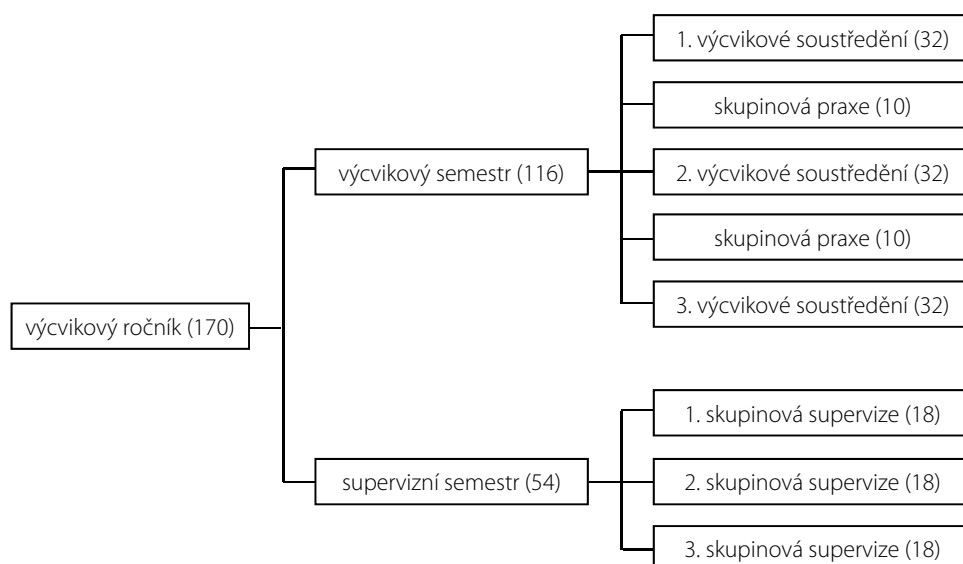 1. výcvikové soustředění (32)
skupinová praxe (10)
výcvikový semestr (116)
2. výcvikové soustředění (32)
skupinová praxe (10)
3. výcvikové soustředění (32)
výcvikový ročník (170)
1. skupinová supervize (18)
supervizní semestr (54)
2. skupinová supervize (18)
3. skupinová supervize (18)